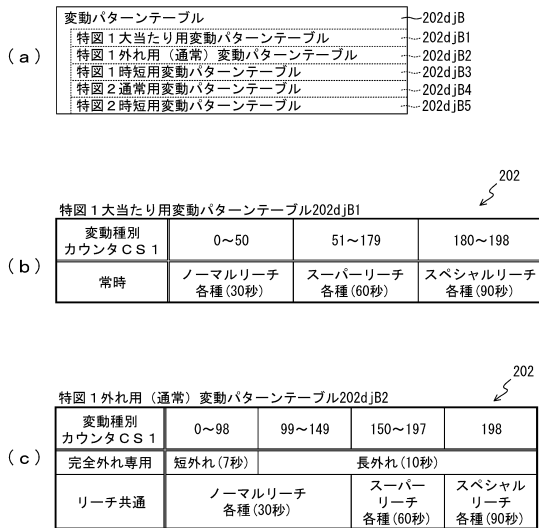 (a)
変動パターンテーブル 202djB
特図1大当たり用変動パターンテーブル 202djB1
特図1外れ用(通常)変動パターンテーブル 202djB2
特図1時短用変動パターンテーブル 202djB3
特図2通常用変動パターンテーブル 202djB4
特図2時短用変動パターンテーブル 202djB5
202
特図1大当たり用変動パターンテーブル202djB1
(b)
変動種別
カウンタCS1
0~50
51~179
180~198
常時
ノーマルリーチ
各種(30秒)
スーパーリーチ
各種(60秒)
スペシャルリーチ
各種(90秒)
202
特図1外れ用(通常)変動パターンテーブル202djB2
(c)
変動種別
カウンタCS1
0~98
99~149
150~197
198
完全外れ専用
短外れ(7秒)
長外れ(10秒)
リーチ共通
ノーマルリーチ
各種(30秒)
スーパー
リーチ
各種(60秒)
スペシャル
リーチ
各種(90秒)